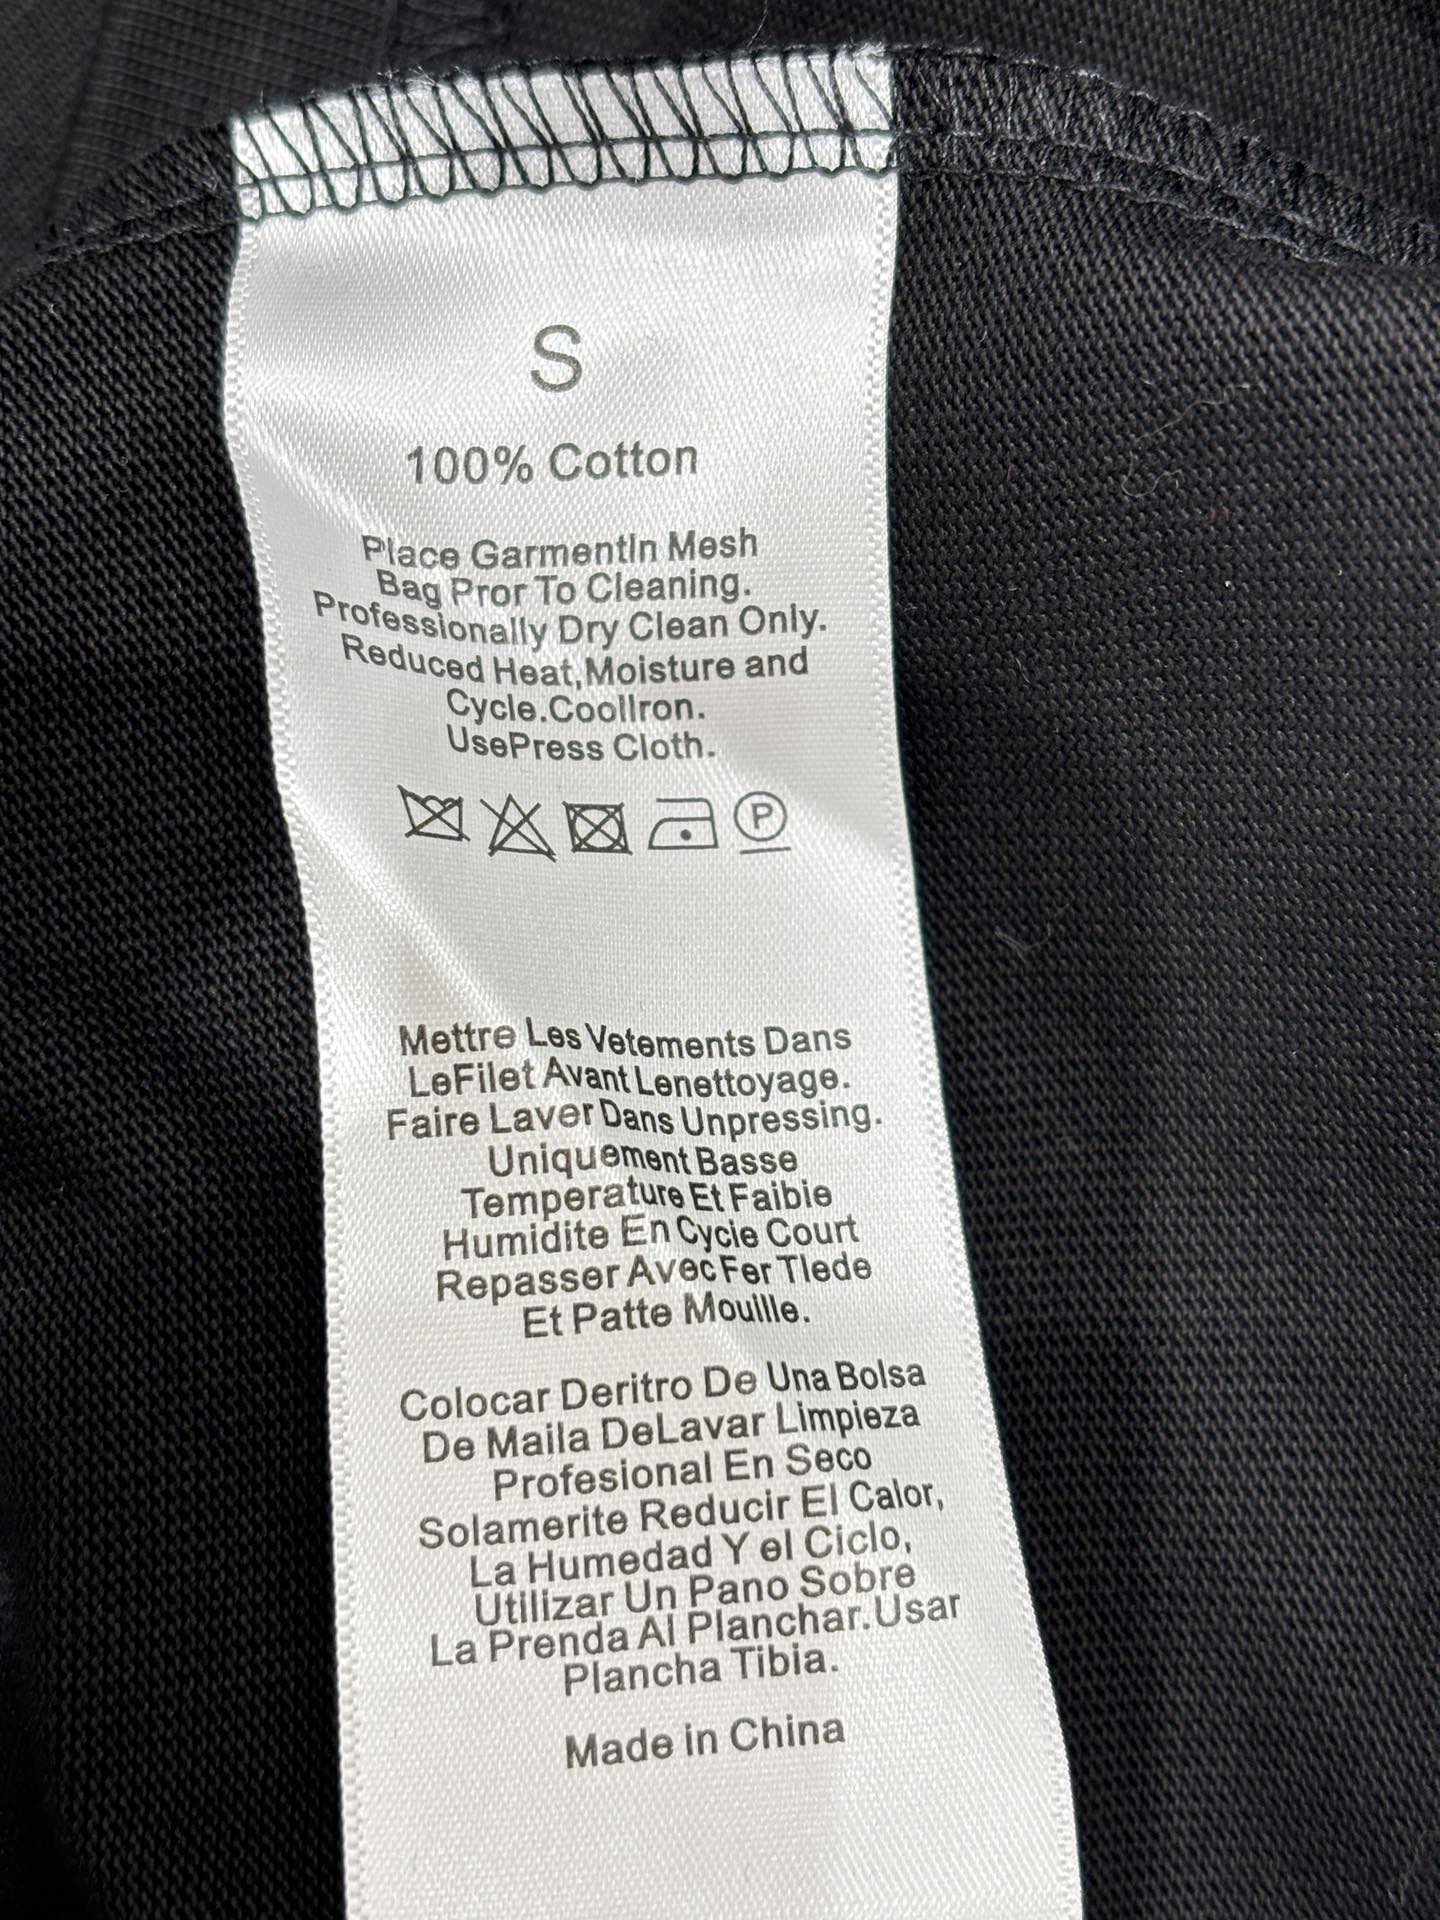 S
100% Cotton
Place GarmentIn Mesh
Bag Pror To Cleaning.
Professionally Dry Clean Only.
Reduced Heat,Moisture and
Cycle.CoolIron.
UsePress Cloth.
P
Mettre Les Vetements Dans
LeFilet Avant Lenettoyage.
Faire Laver Dans Unpressing.
Uniquement Basse
Temperature Et Faibie
Humidite En Cycie Court
Repasser Avec Fer Tlede
Et Patte Mouille.
Colocar Deritro De Una Bolsa
De Maila DeLavar Limpieza
Profesional En Seco
Solamerite Reducir El Calor,
La Humedad Y el Ciclo,
Utilizar Un Pano Sobre
La Prenda Al Planchar.Usar
Plancha Tibia.
Made in China